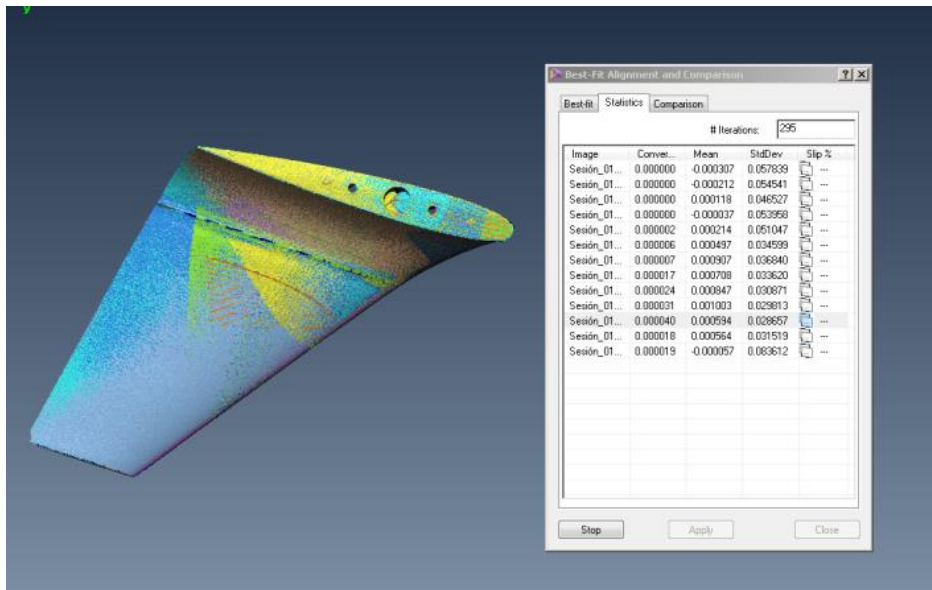 y
Best-Fit Alignment and Comparison
Best-fit Statistics Comparison
# Iterations: 295
Image Conver... Mean StdDev Slip %
Sesión_01... 0.000000 -0.000307 0.057839 ...
Sesión_01... 0.000000 -0.000212 0.054541 ...
Sesión_01... 0.000000 0.000118 0.046527 ...
Sesión_01... 0.000000 -0.000037 0.053958 ...
Sesión_01... 0.000002 0.000214 0.051047 ...
Sesión_01... 0.000006 0.000497 0.034599 ...
Sesión_01... 0.000007 0.000907 0.036840 ...
Sesión_01... 0.000017 0.000708 0.033620 ...
Sesión_01... 0.000024 0.000847 0.030871 ...
Sesión_01... 0.000031 0.001003 0.029813 ...
Sesión_01... 0.000040 0.000594 0.028657 ...
Sesión_01... 0.000018 0.000564 0.031519 ...
Sesión_01... 0.000019 -0.000057 0.083612 ...
Stop Apply Close